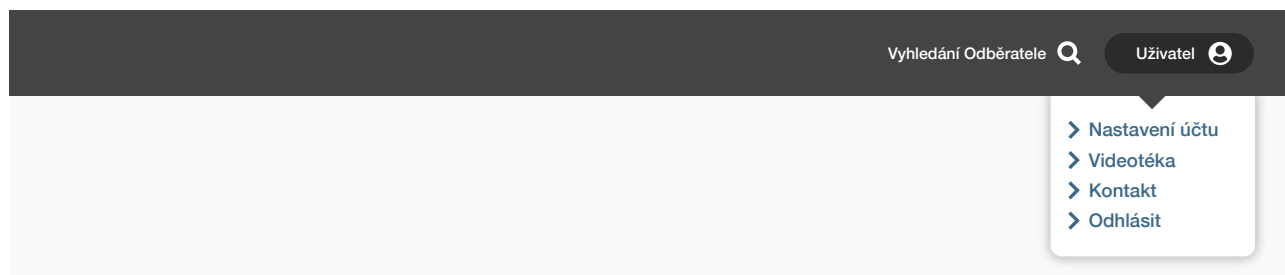 Vyhledání Odběratele
Uživatel
Nastavení účtu
Videotéka
Kontakt
Odhlásit